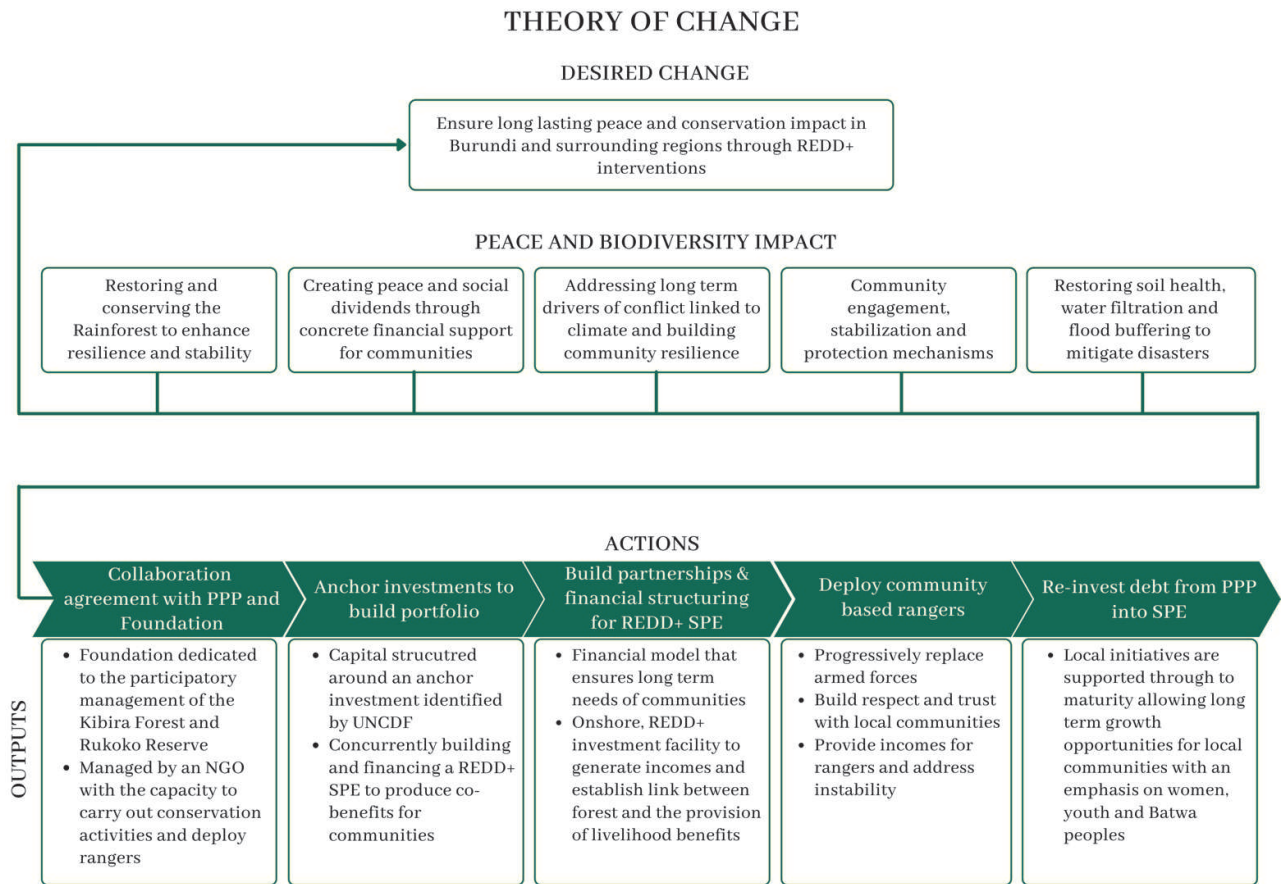 THEORY OF CHANGE
DESIRED CHANGE
Ensure long lasting peace and conservation impact in
Burundi and surrounding regions through REDD+
interventions
PEACE AND BIODIVERSITY IMPACT
Restoring and
conserving the
Rainforest to enhance
resilience and stability
Creating peace and social
dividends through
concrete financial support
for communities
Addressing long term
drivers of conflict linked to
climate and building
community resilience
Community
engagement,
stabilization and
protection mechanisms
Restoring soil health,
water filtration and
flood buffering to
mitigate disasters
ACTIONS
Collaboration
agreement with PPP and
Foundation
Anchor investments to
build portfolio
Build partnerships &
financial structuring
for REDD+ SPE
Deploy community
based rangers
Re-invest debt from PPP
into SPE
OUTPUTS
• Foundation dedicated
to the participatory
management of the
Kibira Forest and
Rukoko Reserve
• Managed by an NGO
with the capacity to
carry out conservation
activities and deploy
rangers
• Capital strucutred
around an anchor
investment identified
by UNCDF
• Concurrently building
and financing a REDD+
SPE to produce co-
benefits for
communities
• Financial model that
ensures long term
needs of communities
• Onshore, REDD+
investment facility to
generate incomes and
establish link between
forest and the provision
of livelihood benefits
• Progressively replace
armed forces
• Build respect and trust
with local communities
• Provide incomes for
rangers and address
instability
• Local initiatives are
supported through to
maturity allowing long
term growth
opportunities for local
communities with an
emphasis on women,
youth and Batwa
peoples